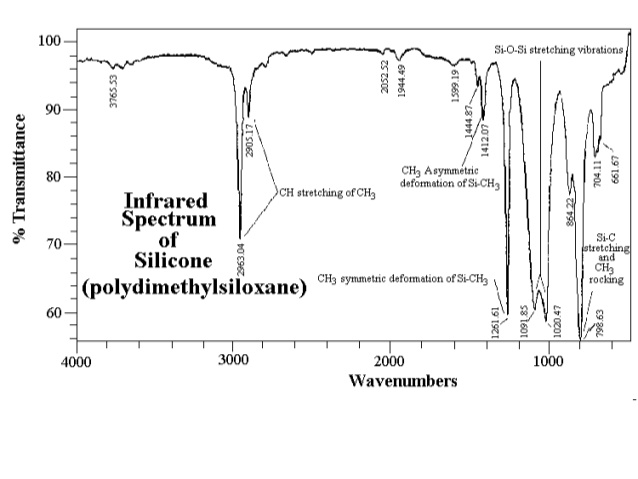 100
90
80
70
60
% Transmittance
4000
3000
2000
1000
Wavenumbers
Infrared
Spectrum
of
Silicone
(polydimethylsiloxane)
3765.53
2963.04
2905.17
CH stretching of CH3
2052.52
1944.49
1599.19
1444.87
1412.07
CH3 Asymmetric
deformation of Si-CH3
CH3 symmetric deformation of Si-CH3
1261.61
Si-O-Si stretching vibrations
1091.85
1020.47
864.22
798.63
704.11
661.67
Si-C
stretching
and
CH3
rocking